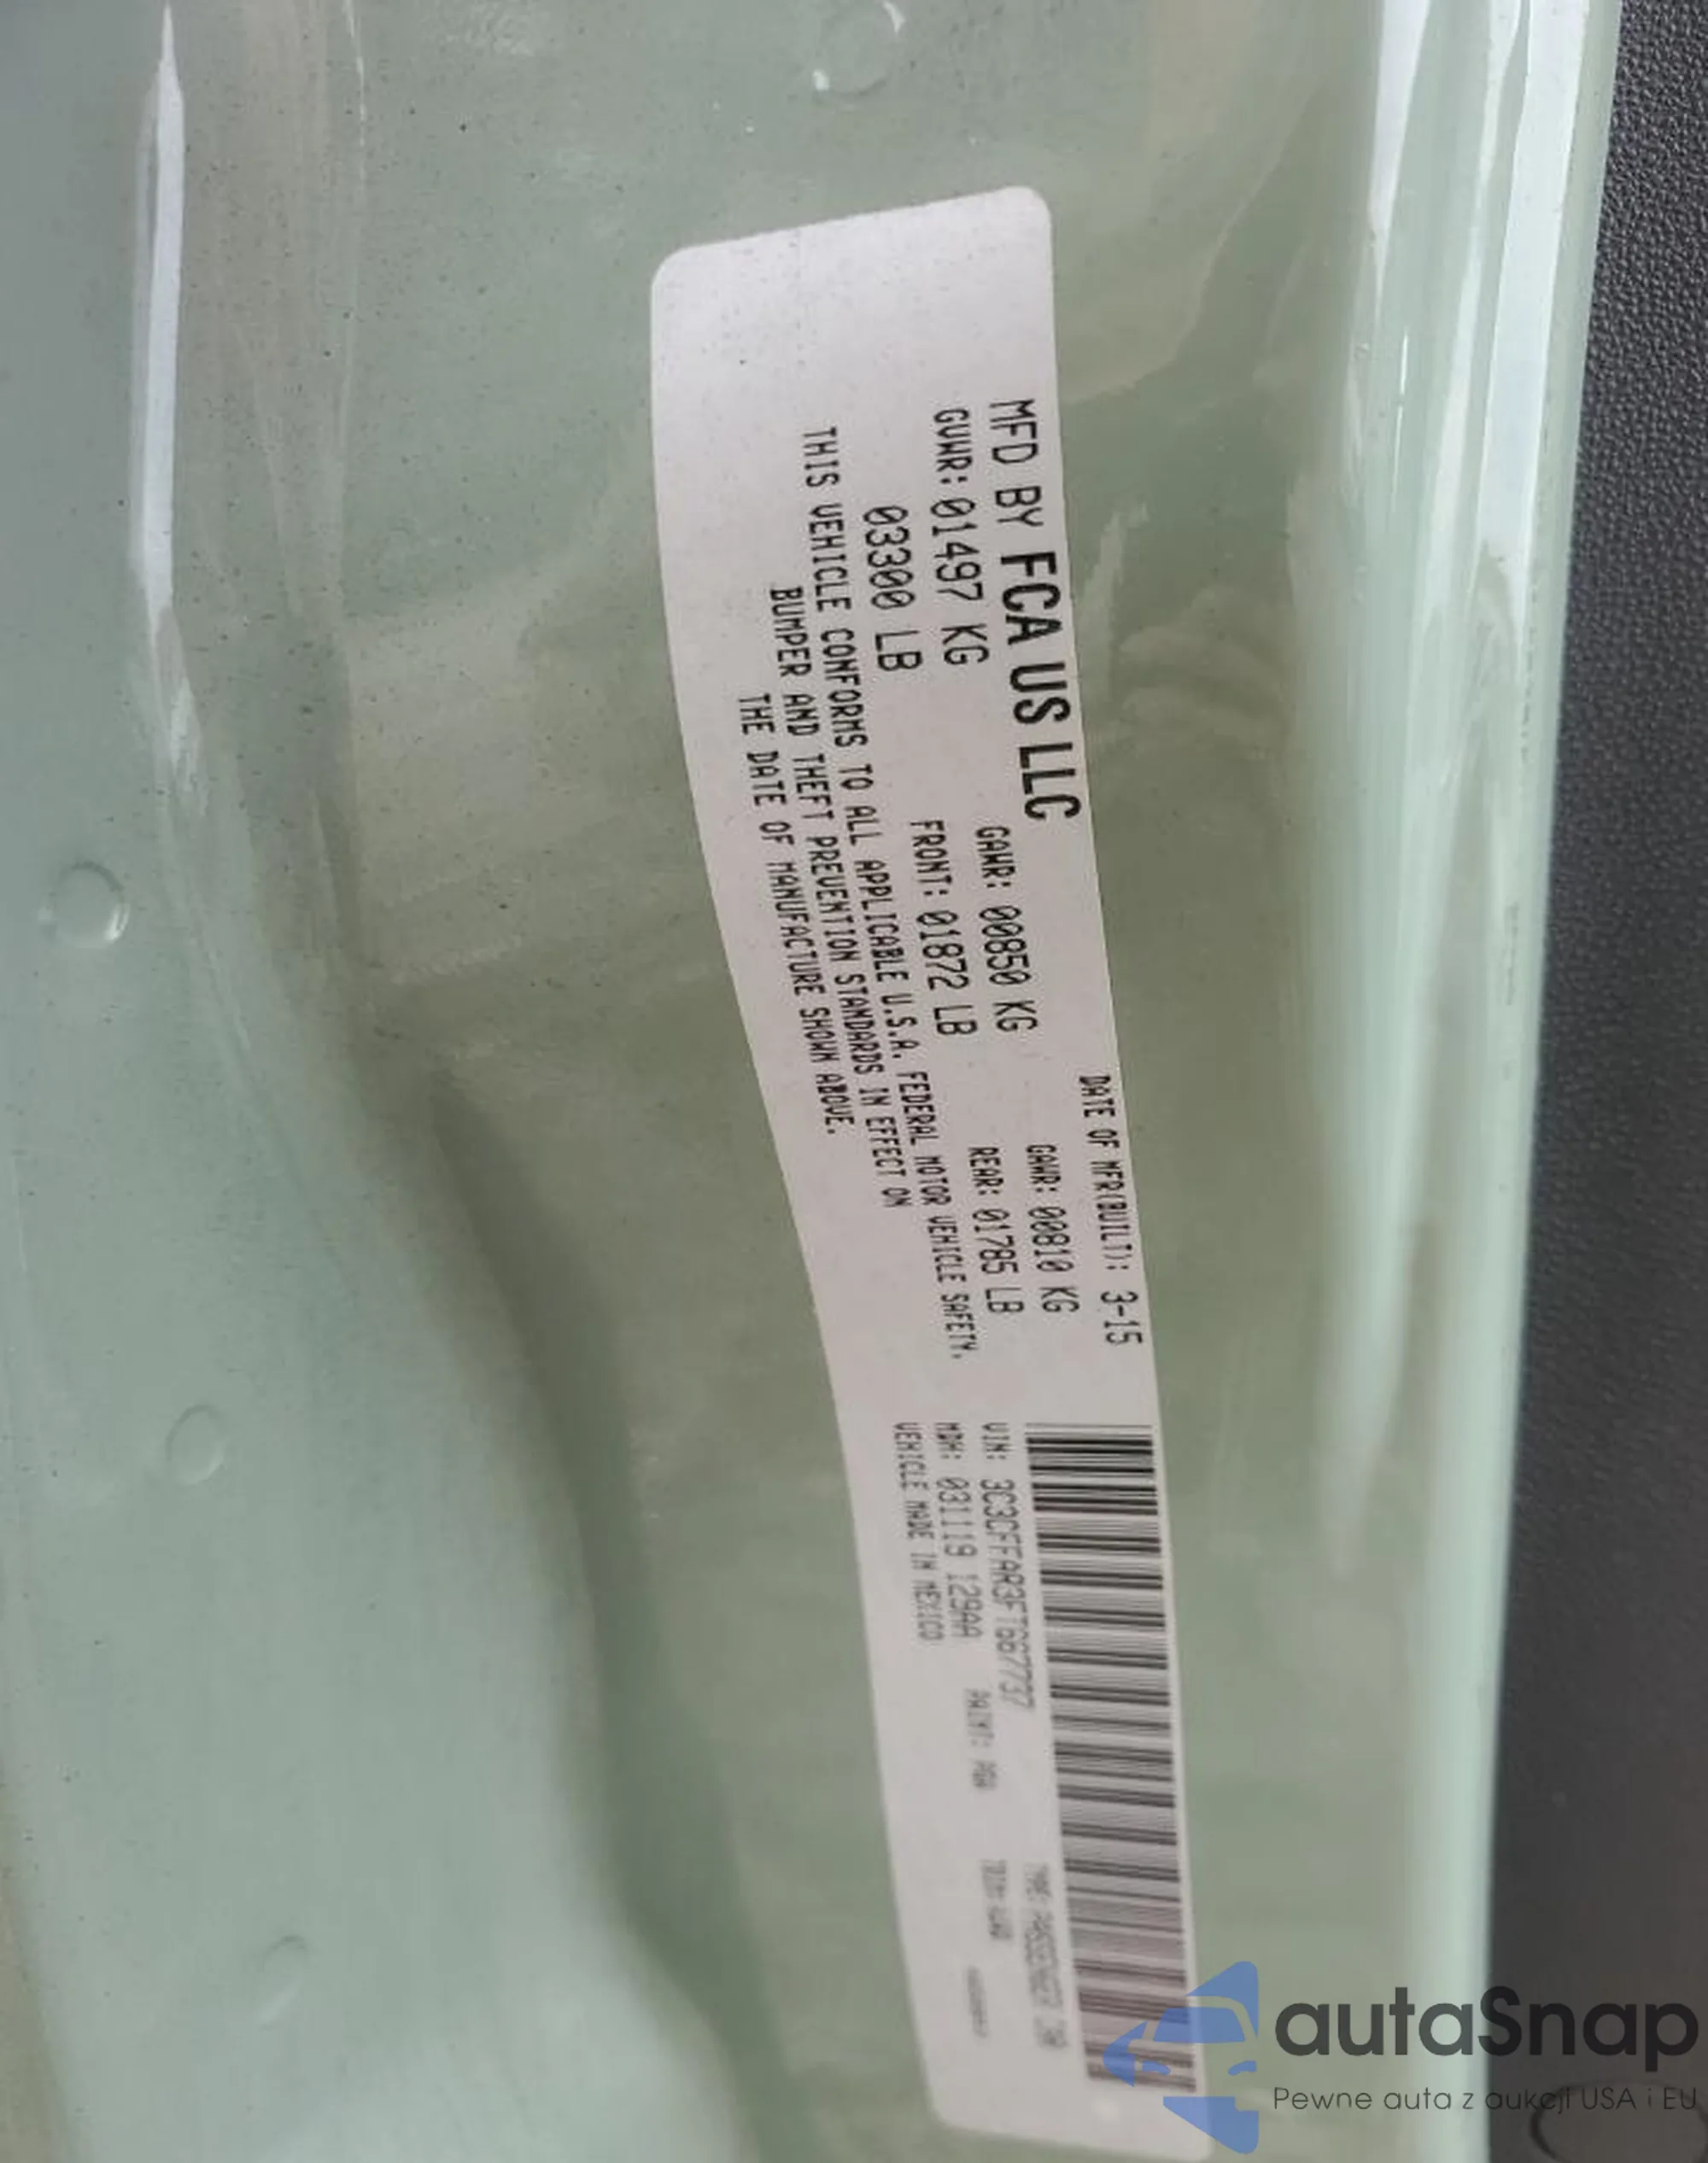 MFD BY FCA US LLC
DATE OF MFR(BUILT): 3-15
GVWR: 01497 KG
GAWR: 00850 KG
GAWR: 00810 KG
03300 LB
FRONT: 01872 LB
REAR: 01785 LB
THIS VEHICLE CONFORMS TO ALL APPLICABLE U.S.A. FEDERAL MOTOR VEHICLE SAFETY,
BUMPER AND THEFT PREVENTION STANDARDS IN EFFECT ON
THE DATE OF MANUFACTURE SHOWN ABOVE.
VIN:
MDH: 031119
VEHICLE MADE IN MEXICO
PAINT:
autaSnap
Pewne auta z aukcji USA i EU